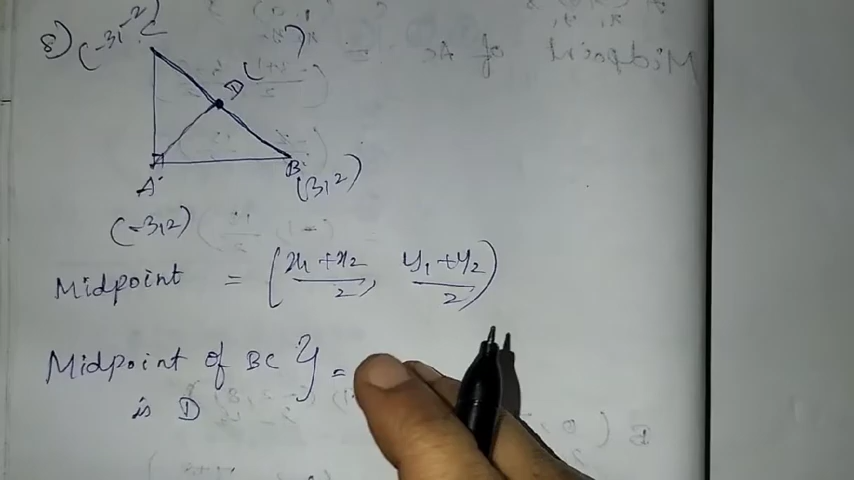 8) (-3,-2) C
D ( )
A
B
(3,2)
(-3,2)
Midpoint = (x1+x2/2, y1+y2/2)
Midpoint of BC } =
is D